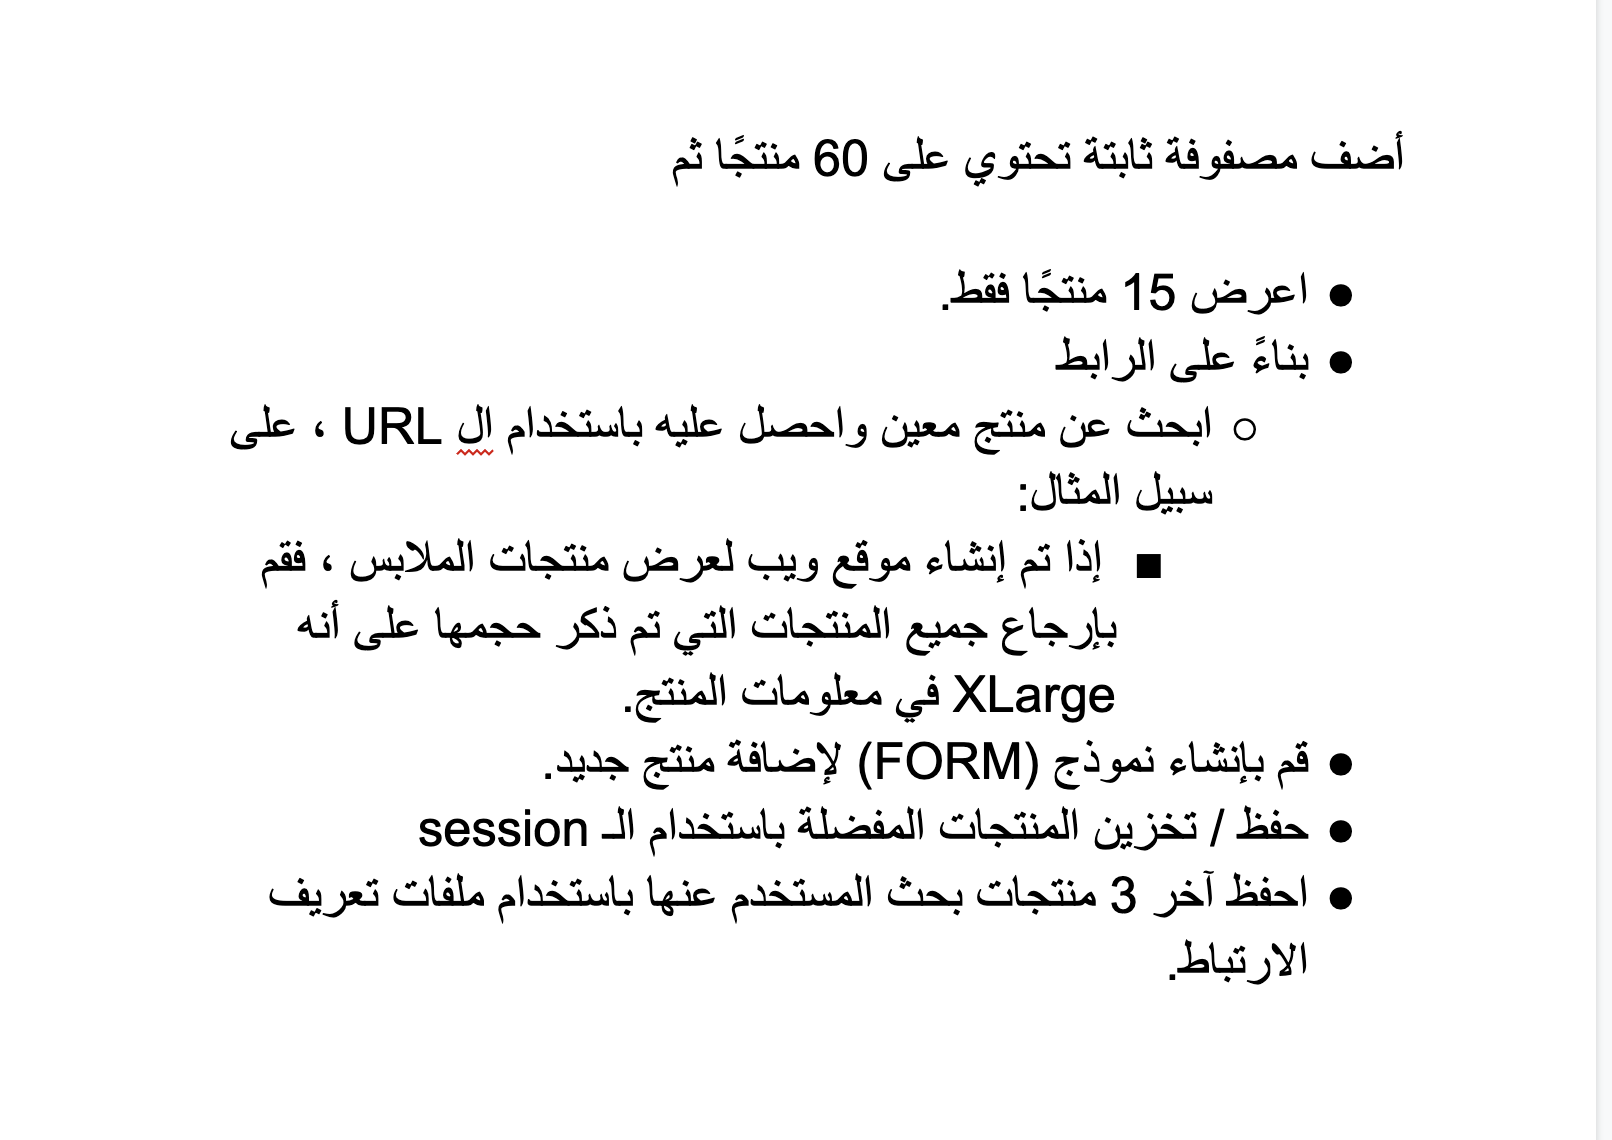 أضف مصفوفة ثابتة تحتوي على 60 منتجًا ثم
● اعرض 15 منتجًا فقط.
● بناءً على الرابط
○ ابحث عن منتج معين واحصل عليه باستخدام ال URL ، على
سبيل المثال:
■ إذا تم إنشاء موقع ويب لعرض منتجات الملابس ، فقم
بإرجاع جميع المنتجات التي تم ذكر حجمها على أنه
XLarge في معلومات المنتج.
● قم بإنشاء نموذج (FORM) لإضافة منتج جديد.
● حفظ / تخزين المنتجات المفضلة باستخدام الـ session
● احفظ آخر 3 منتجات بحث المستخدم عنها باستخدام ملفات تعريف
الارتباط.